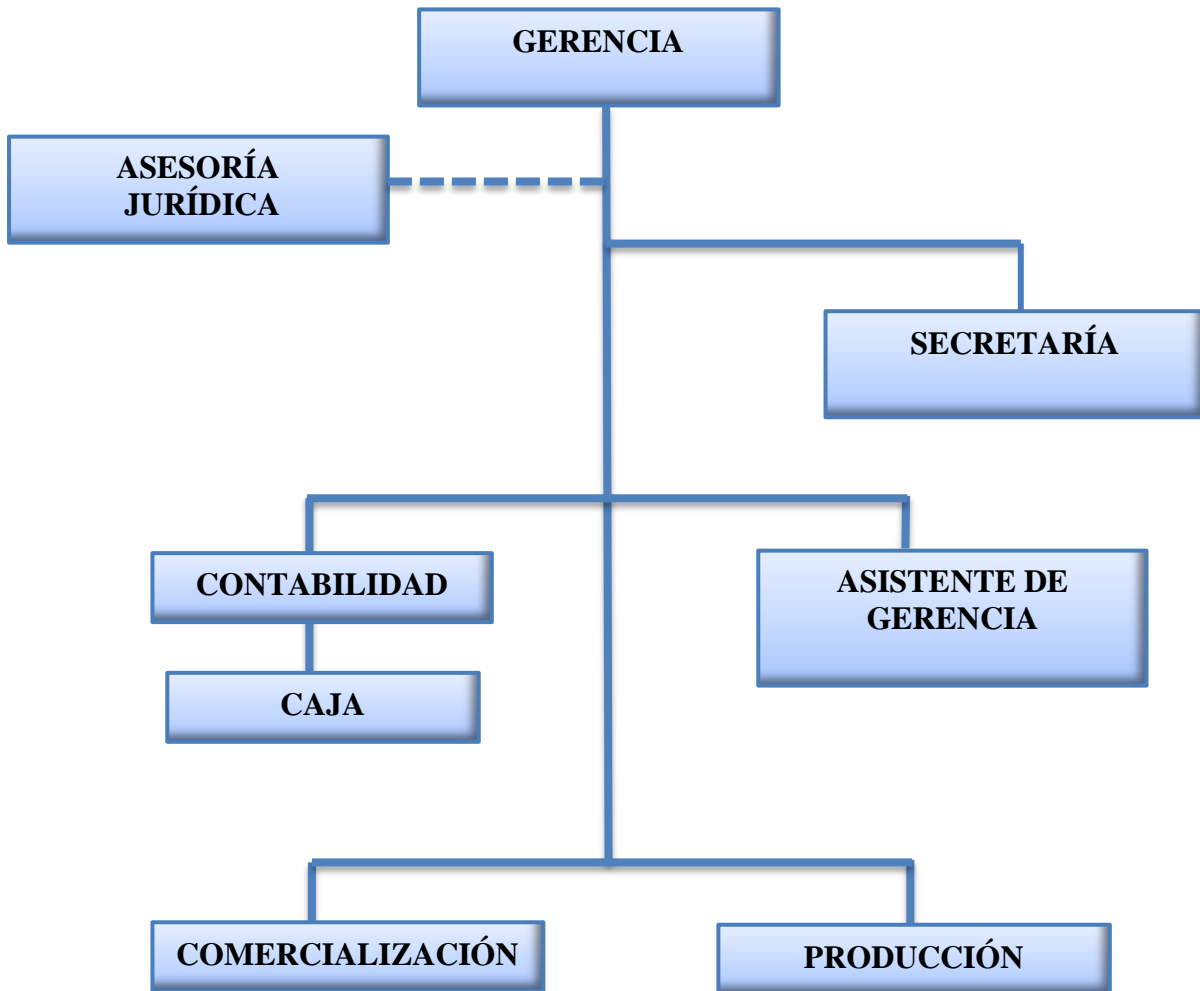 GERENCIA
ASESORÍA
JURÍDICA
SECRETARÍA
CONTABILIDAD
ASISTENTE DE
GERENCIA
CAJA
COMERCIALIZACIÓN
PRODUCCIÓN